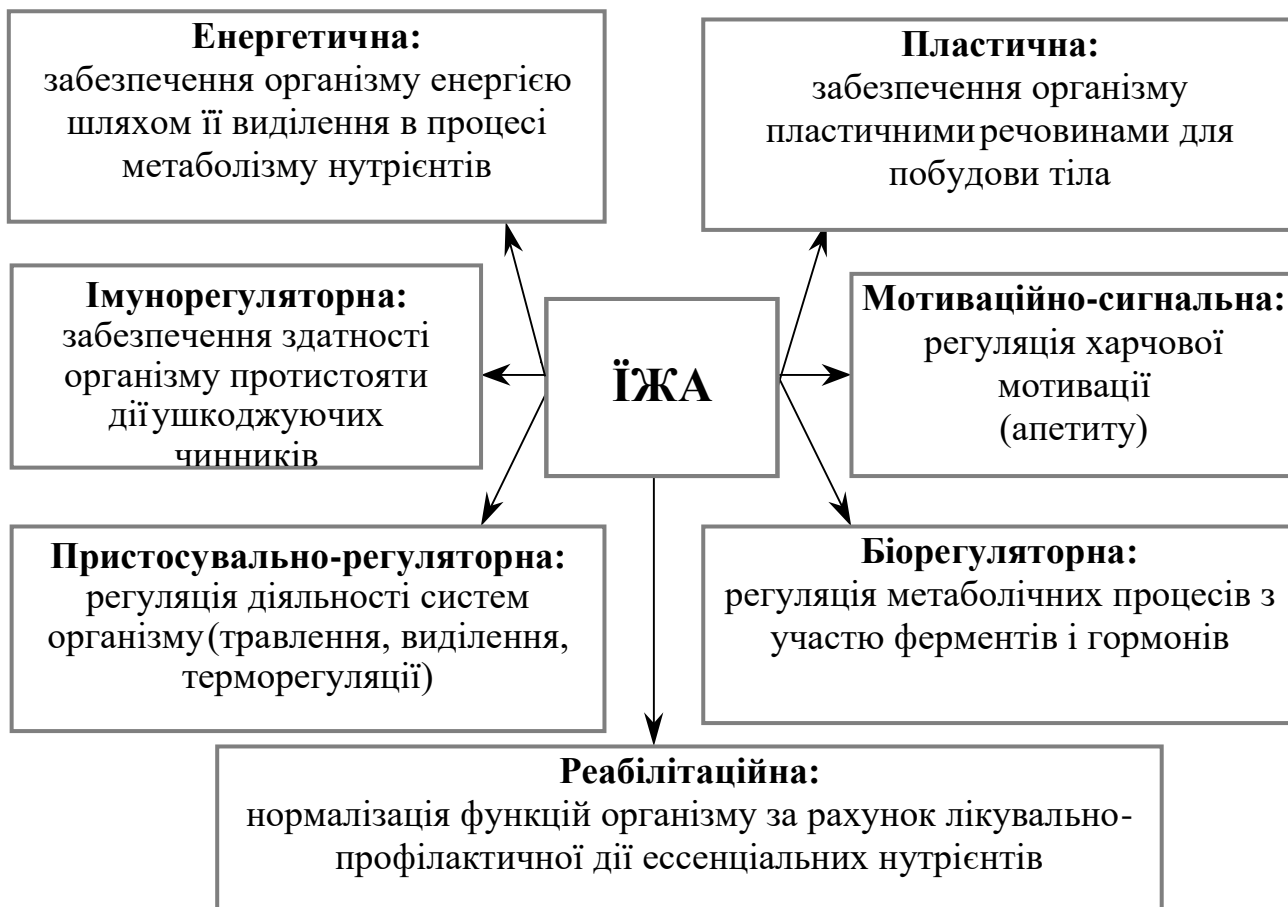 Енергетична:
забезпечення організму енергією
шляхом її виділення в процесі
метаболізму нутрієнтів
Пластична:
забезпечення організму
пластичними речовинами для
побудови тіла
Імунорегуляторна:
забезпечення здатності
організму протистояти
дії ушкоджуючих
чинників
ЇЖА
Мотиваційно-сигнальна:
регуляція харчової
мотивації
(апетиту)
Пристосувально-регуляторна:
регуляція діяльності систем
організму (травлення, виділення,
терморегуляції)
Біорегуляторна:
регуляція метаболічних процесів з
участю ферментів і гормонів
Реабілітаційна:
нормалізація функцій організму за рахунок лікувально-
профілактичної дії ессенціальних нутрієнтів